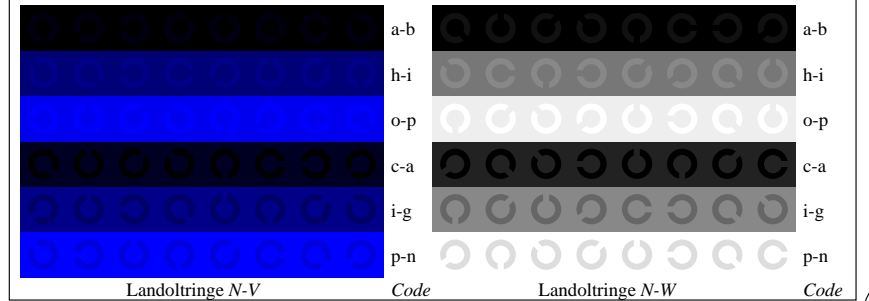 a-b a-b
h-i h-i
o-p o-p
c-a c-a
i-g i-g
p-n p-n
Landoltringe N-V Code Landoltringe N-W Code